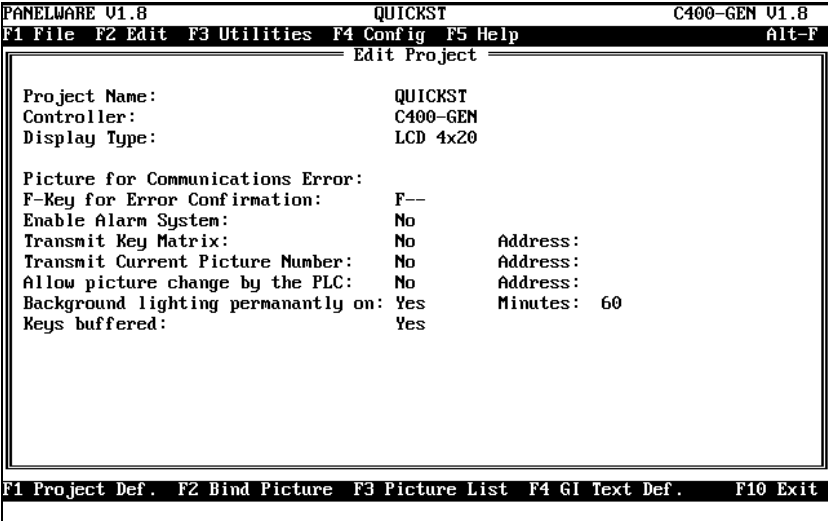 PANELWARE V1.8 QUICKST C400-GEN V1.8
F1 File F2 Edit F3 Utilities F4 Config F5 Help Alt-F
Edit Project
Project Name: QUICKST
Controller: C400-GEN
Display Type: LCD 4x20
Picture for Communications Error:
F-Key for Error Confirmation: F--
Enable Alarm System: No
Transmit Key Matrix: No Address:
Transmit Current Picture Number: No Address:
Allow picture change by the PLC: No Address:
Background lighting permanantly on: Yes Minutes: 60
Keys buffered: Yes
F1 Project Def. F2 Bind Picture F3 Picture List F4 GI Text Def. F10 Exit